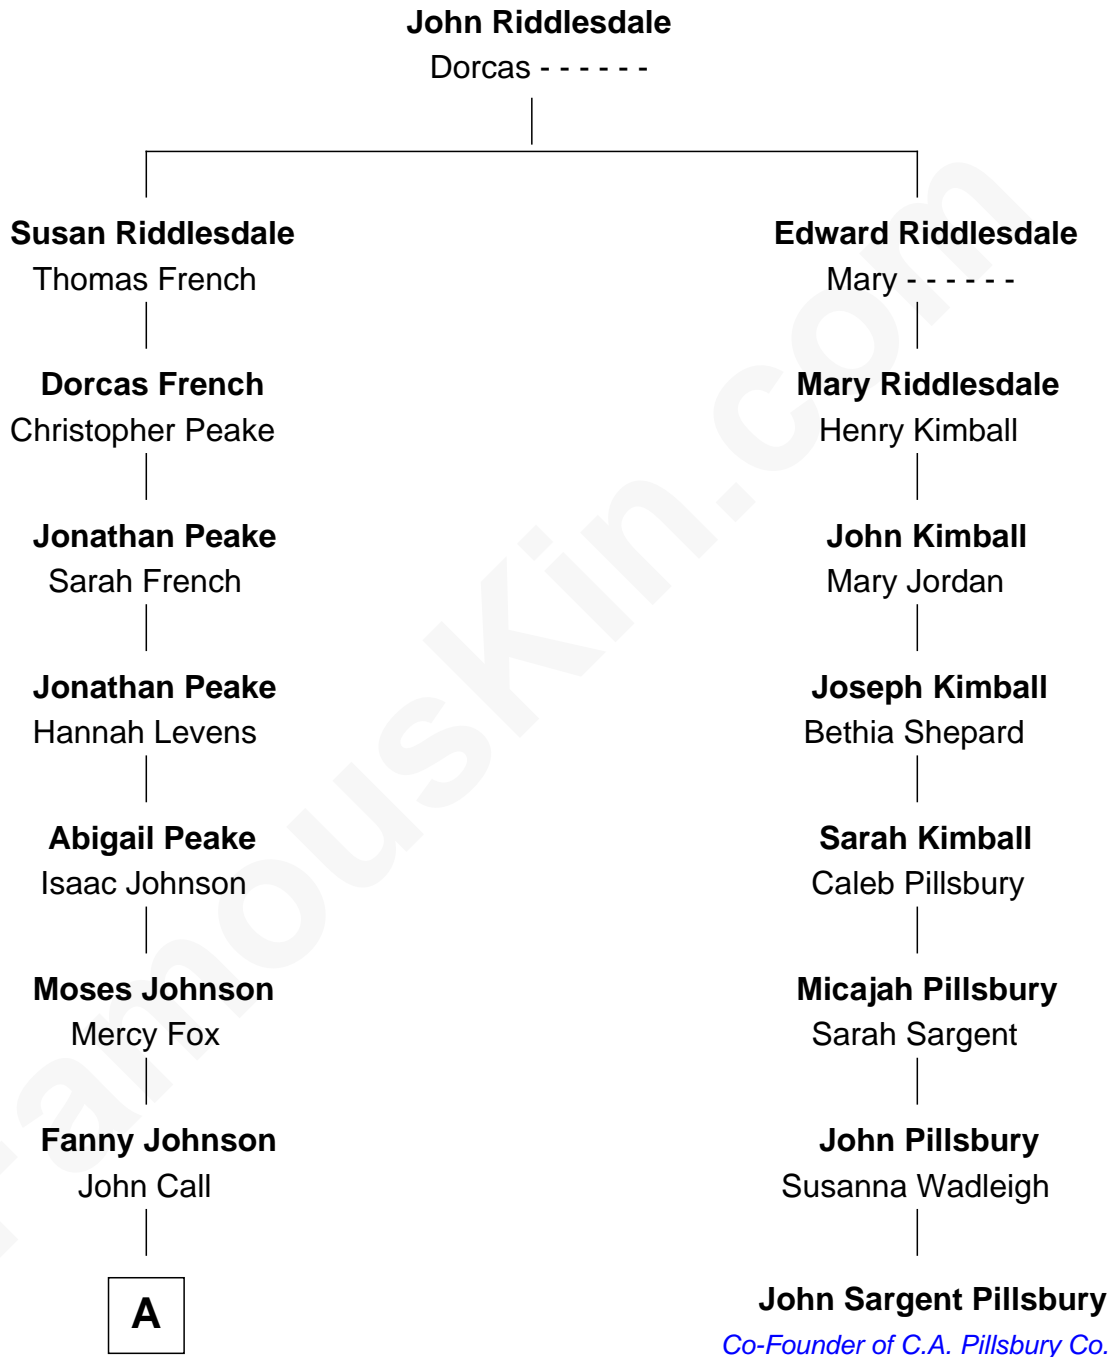 John Riddlesdale
Dorcas - - - - - -
Susan Riddlesdale
Thomas French
Edward Riddlesdale
Mary - - - - - -
Dorcas French
Christopher Peake
Mary Riddlesdale
Henry Kimball
Jonathan Peake
Sarah French
John Kimball
Mary Jordan
Jonathan Peake
Hannah Levens
Joseph Kimball
Bethia Shepard
Abigail Peake
Isaac Johnson
Sarah Kimball
Caleb Pillsbury
Moses Johnson
Mercy Fox
Micajah Pillsbury
Sarah Sargent
Fanny Johnson
John Call
John Pillsbury
Susanna Wadleigh
A
John Sargent Pillsbury
Co-Founder of C.A. Pillsbury Co.
FamousKin.com